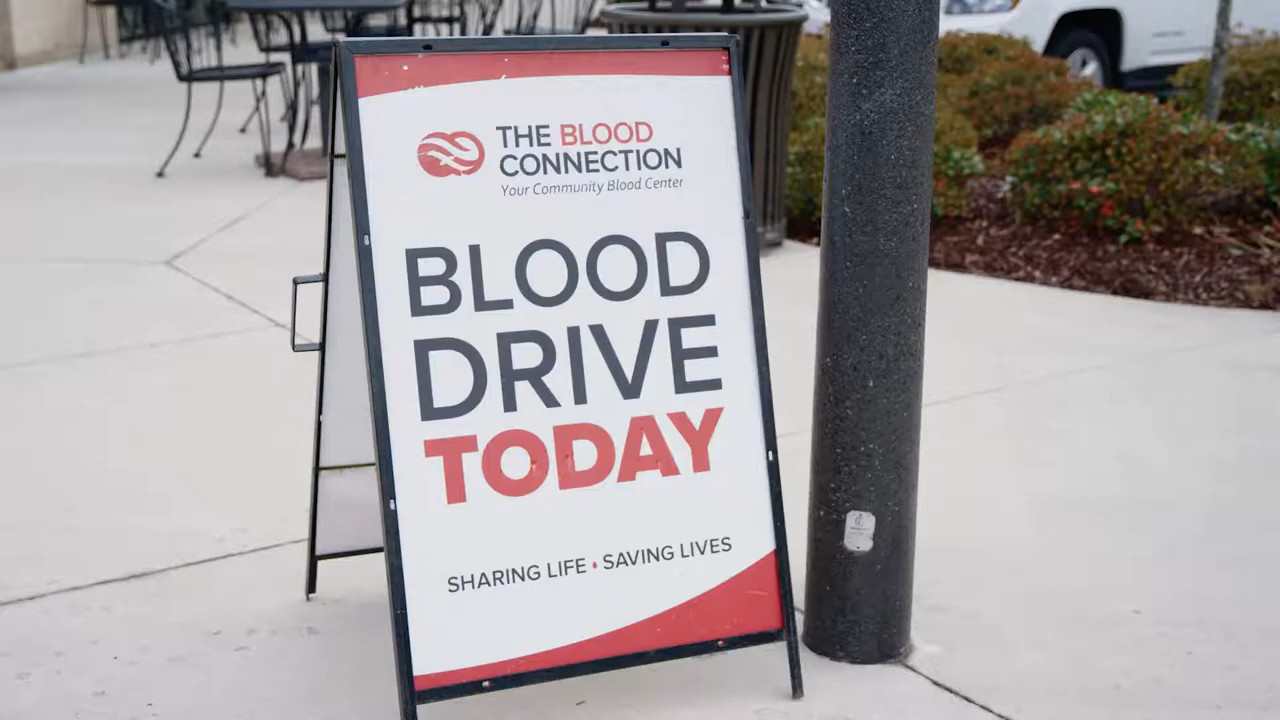 THE BLOOD
CONNECTION
Your Community Blood Center
BLOOD
DRIVE
TODAY
SHARING LIFE • SAVING LIVES